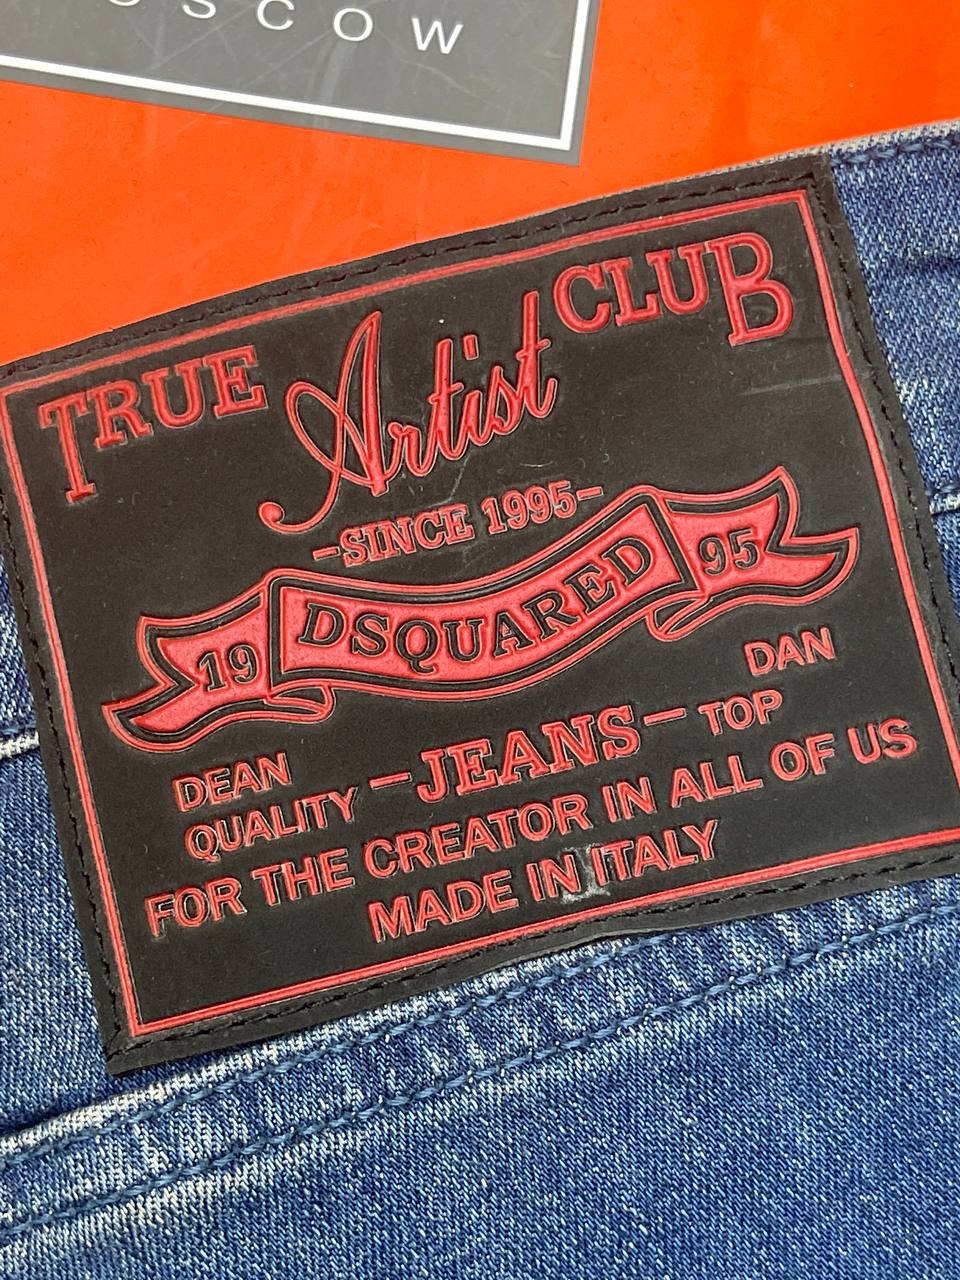 OSCOW
TRUE Artist CLUB
-SINCE 1995-
19 DSQUARED 95
DEAN DAN
QUALITY -JEANS- TOP
FOR THE CREATOR IN ALL OF US
MADE IN ITALY